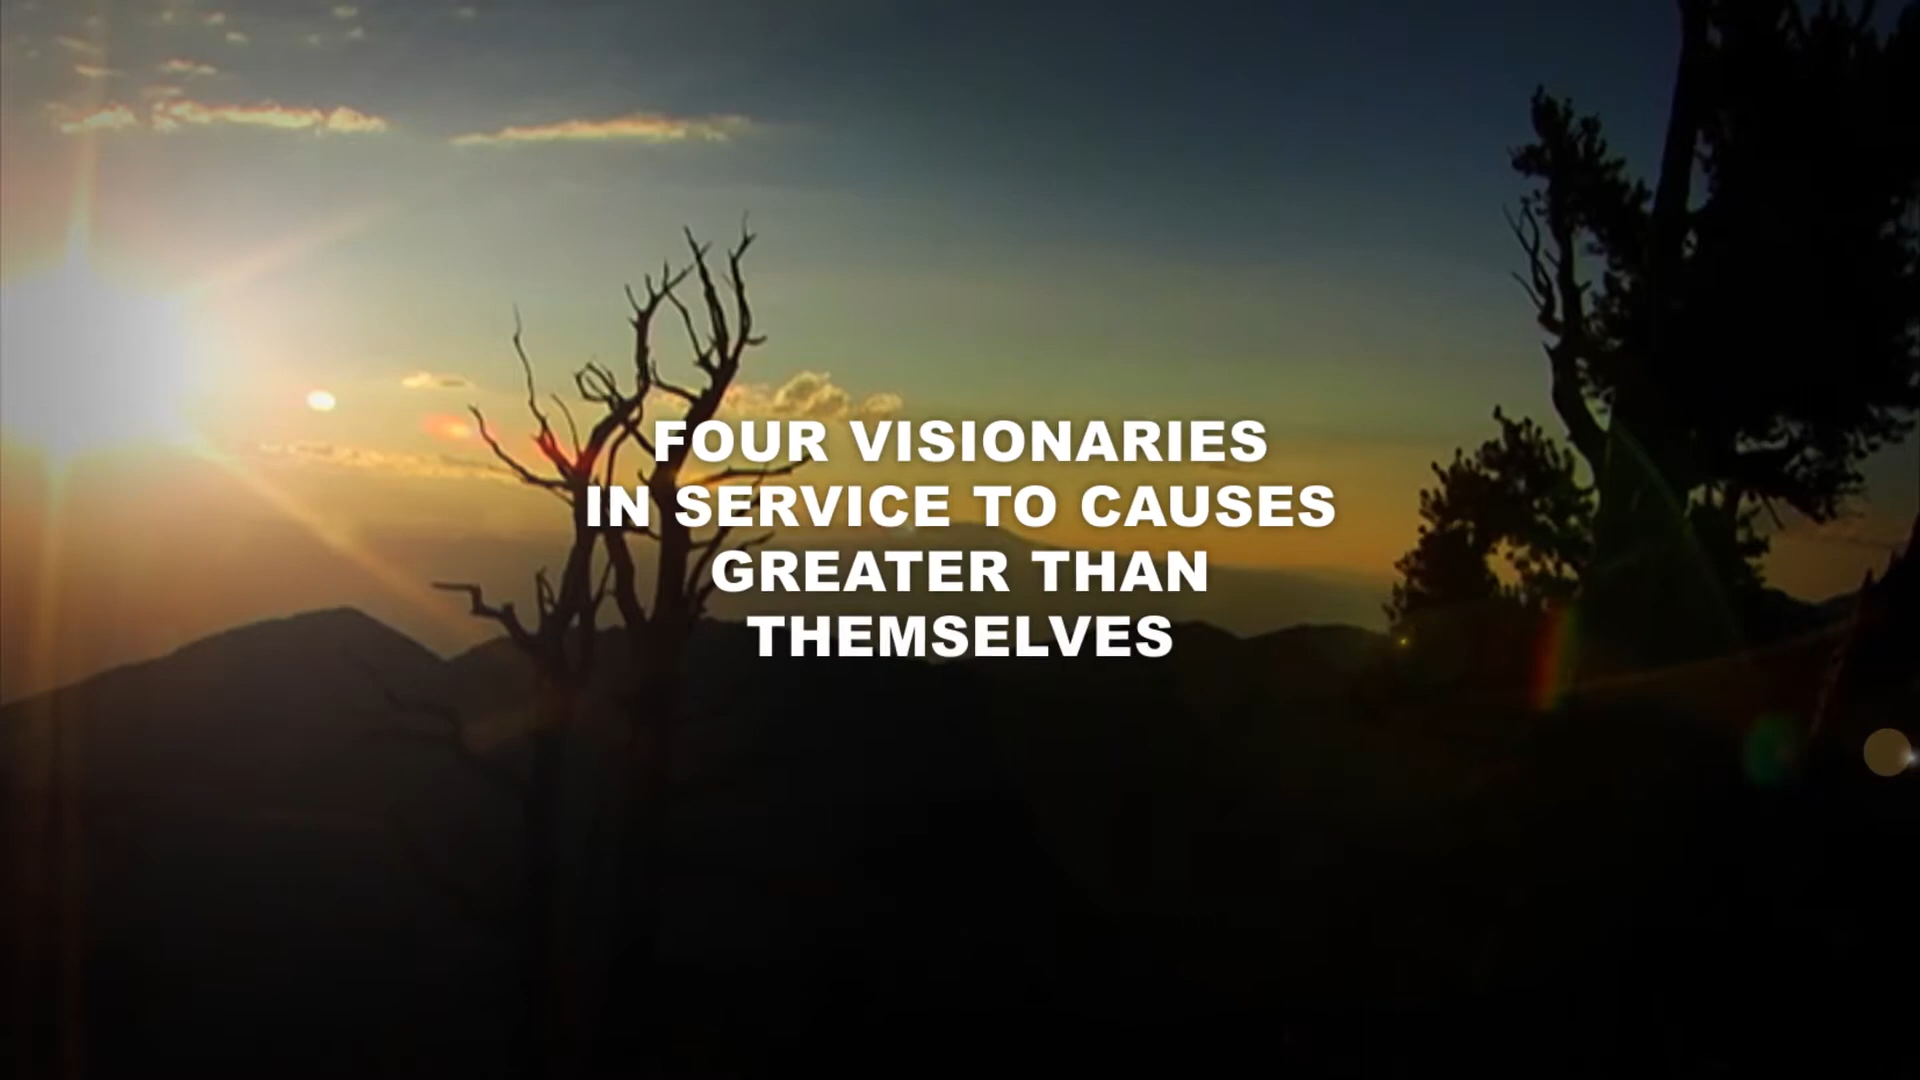 FOUR VISIONARIES
IN SERVICE TO CAUSES
GREATER THAN
THEMSELVES